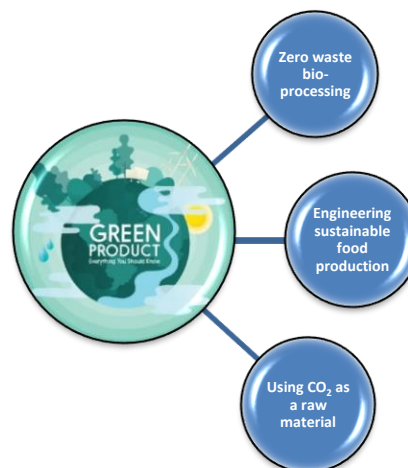 Zero waste
bio-
processing
GREEN
PRODUCT
Everything You Should Know
Engineering
sustainable
food
production
Using CO₂ as
a raw
material